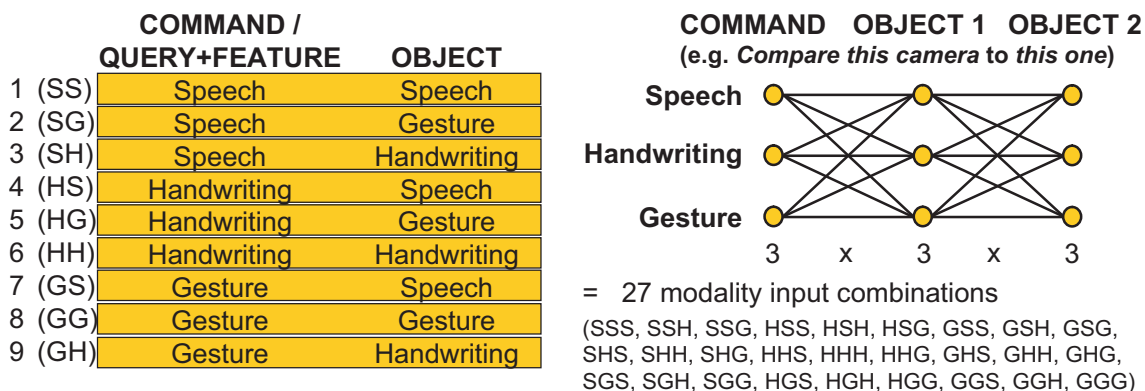 COMMAND /
QUERY+FEATURE OBJECT
1 (SS) Speech Speech
2 (SG) Speech Gesture
3 (SH) Speech Handwriting
4 (HS) Handwriting Speech
5 (HG) Handwriting Gesture
6 (HH) Handwriting Handwriting
7 (GS) Gesture Speech
8 (GG) Gesture Gesture
9 (GH) Gesture Handwriting
COMMAND OBJECT 1 OBJECT 2
(e.g. Compare this camera to this one)
Speech
Handwriting
Gesture
3 x 3 x 3
= 27 modality input combinations
(SSS, SSH, SSG, HSS, HSH, HSG, GSS, GSH, GSG,
SHS, SHH, SHG, HHS, HHH, HHG, GHS, GHH, GHG,
SGS, SGH, SGG, HGS, HGH, HGG, GGS, GGH, GGG)